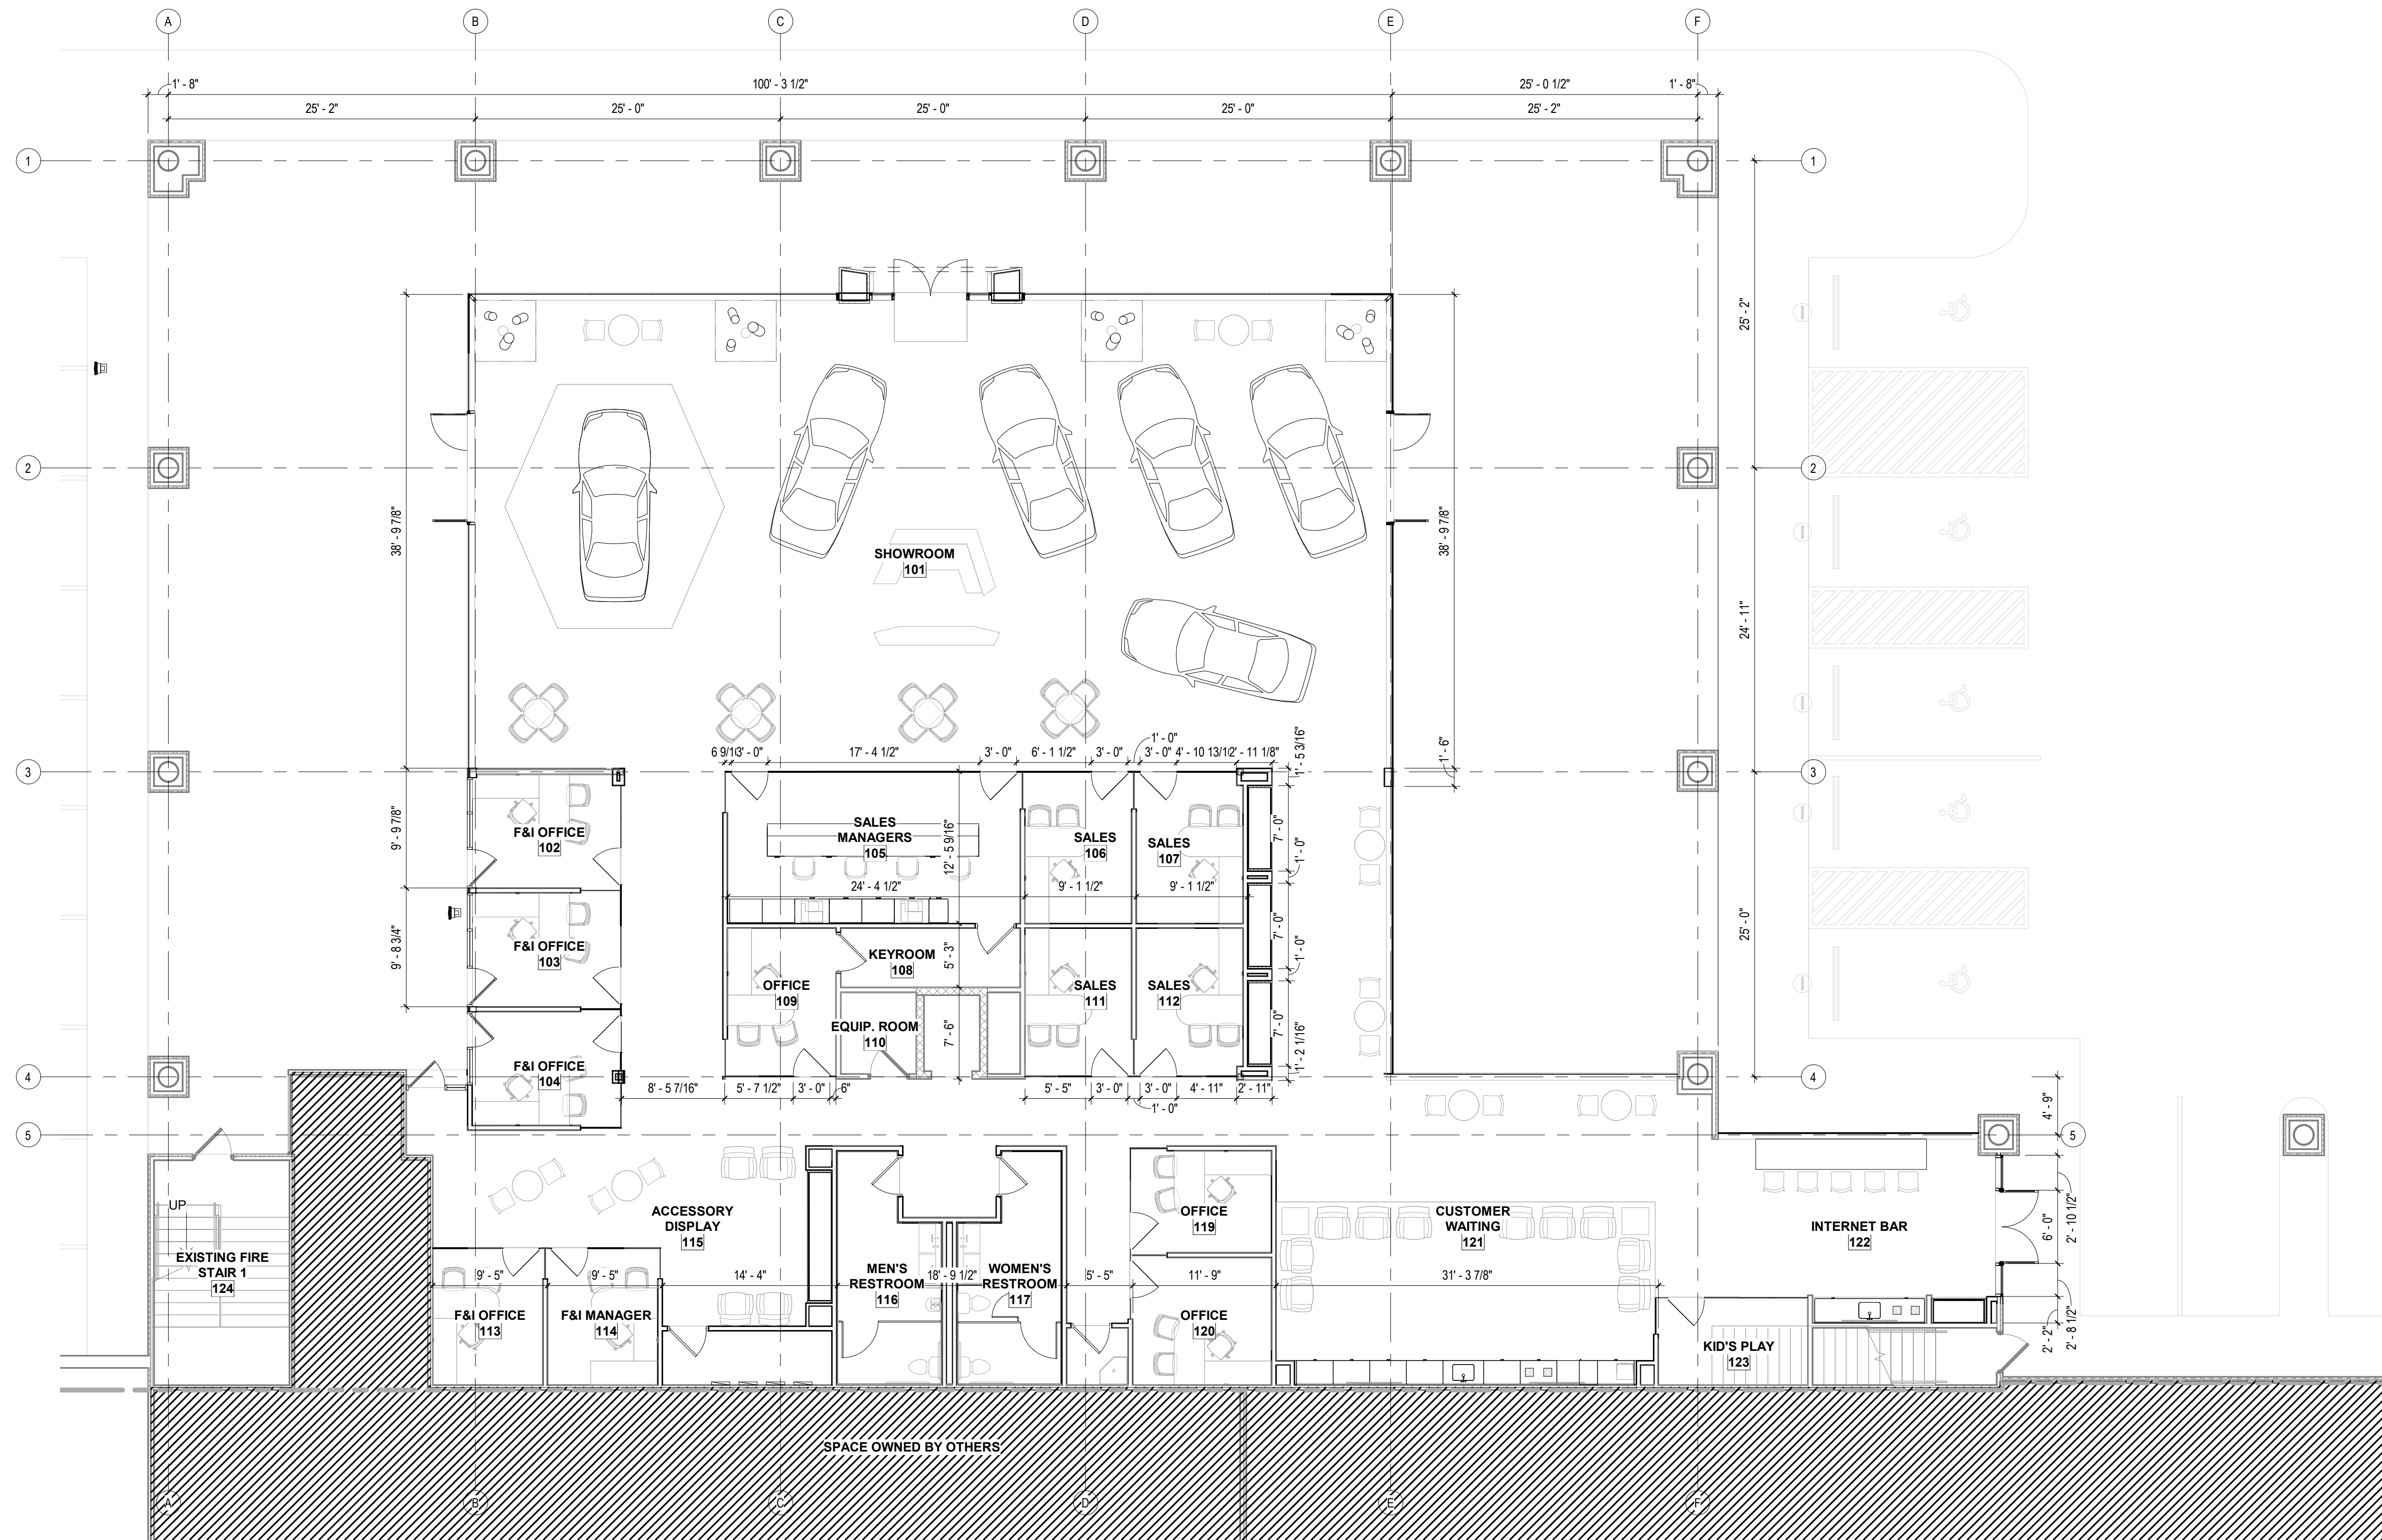 A B C D E F
1' - 8" 100' - 3 1/2" 25' - 0 1/2" 1' - 8"
25' - 2" 25' - 0" 25' - 0" 25' - 0" 25' - 2"
1 1
25' - 2"
2 2
38' - 9 7/8" 38' - 9 7/8"
SHOWROOM
101
24' - 11"
1' - 0"
6 9/16" 3' - 0" 17' - 4 1/2" 3' - 0" 6' - 1 1/2" 3' - 0" 3' - 0" 4' - 10 13/16" 2' - 11 1/8" 1' - 5 3/16"
1' - 6"
3 3
9' - 9 7/8"
F&I OFFICE
102
SALES
MANAGERS
105
12' - 5 9/16"
SALES
106
SALES
107
7' - 0"
1' - 0"
24' - 4 1/2" 9' - 1 1/2" 9' - 1 1/2"
9' - 8 3/4"
F&I OFFICE
103
KEYROOM
108
5' - 3"
7' - 0"
1' - 0"
25' - 0"
OFFICE
109
SALES
111
SALES
112
EQUIP. ROOM
110
7' - 6"
7' - 0"
1' - 2 1/16"
F&I OFFICE
104
4 4
8' - 5 7/16" 5' - 7 1/2" 3' - 0" 6" 5' - 5" 3' - 0" 3' - 0" 4' - 11" 2' - 11"
1' - 0"
4' - 9"
5 5
UP
ACCESSORY
DISPLAY
115
OFFICE
119
CUSTOMER
WAITING
121
INTERNET BAR
122
6' - 0"
2' - 10 1/2"
EXISTING FIRE
STAIR 1
124
9' - 5" 9' - 5" 14' - 4" 18' - 9 1/2" 5' - 5" 11' - 9" 31' - 3 7/8"
MEN'S
RESTROOM
116
WOMEN'S
RESTROOM
117
F&I OFFICE
113
F&I MANAGER
114
OFFICE
120
KID'S PLAY
123
2' - 2"
2' - 8 1/2"
SPACE OWNED BY OTHERS
A B C D E F